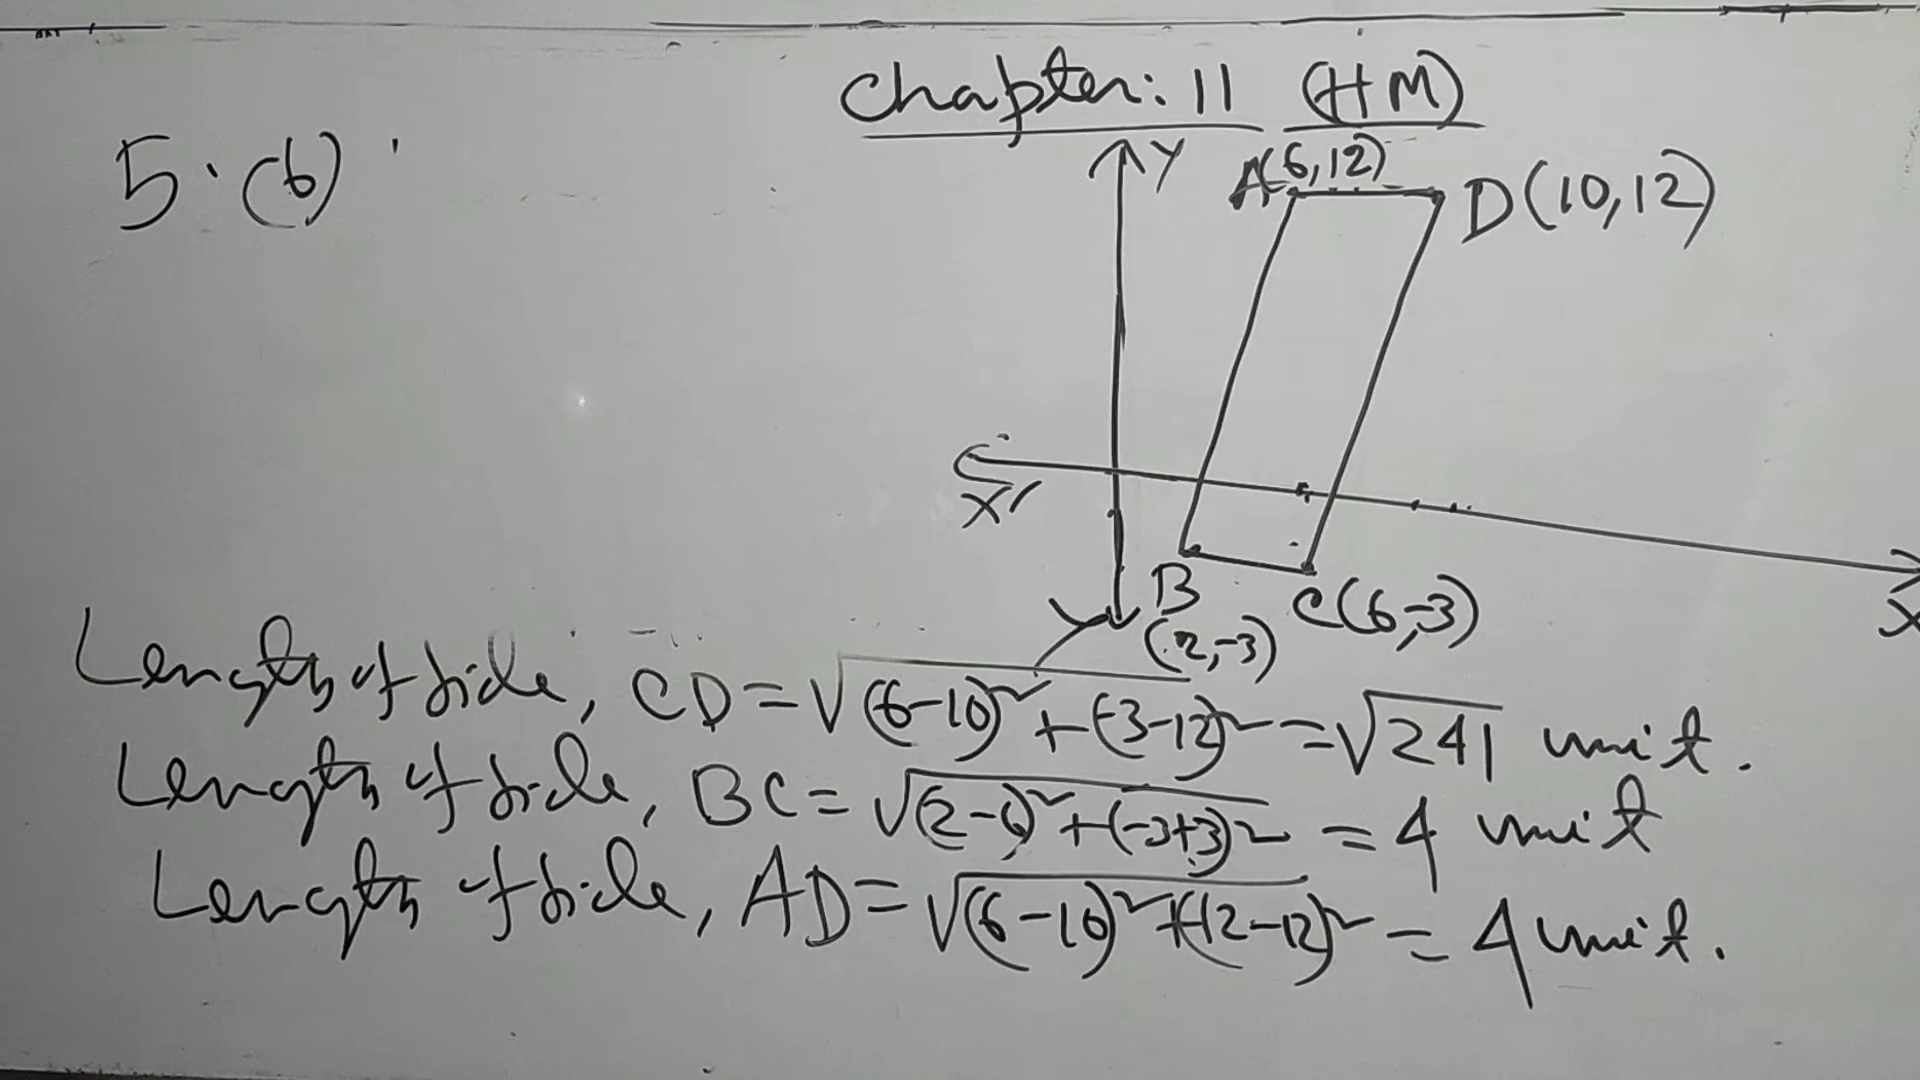 Chapter: 11 (HM)
5.(b)
Y
A(6,12)
D(10,12)
X'
X
B
(2,-3)
C(6,-3)
Y'
Length of side, CD = √(6-10)² + (-3-12)² = √241 unit.
Length of side, BC = √(2-6)² + (-3+3)² = 4 unit
Length of side, AD = √(6-10)² + (12-12)² = 4 unit.